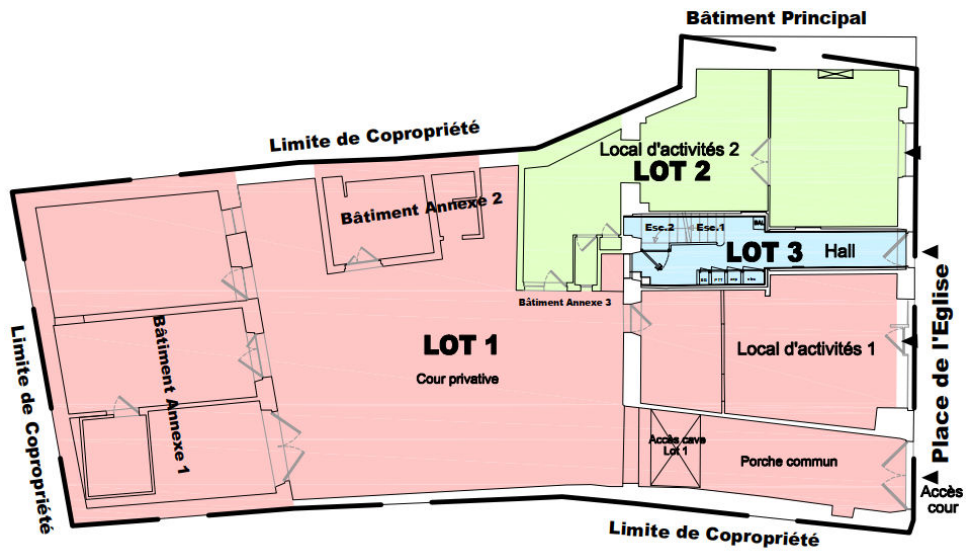 Bâtiment Principal
Limite de Copropriété
Local d'activités 2
LOT 2
Bâtiment Annexe 2
Esc.2
Esc.1
LOT 3
Hall
Bâtiment Annexe 3
Limite de Copropriété
Bâtiment Annexe 1
LOT 1
Cour privative
Local d'activités 1
Place de l'Eglise
Accès cave
Lot 1
Porche commun
Accès
cour
Limite de Copropriété